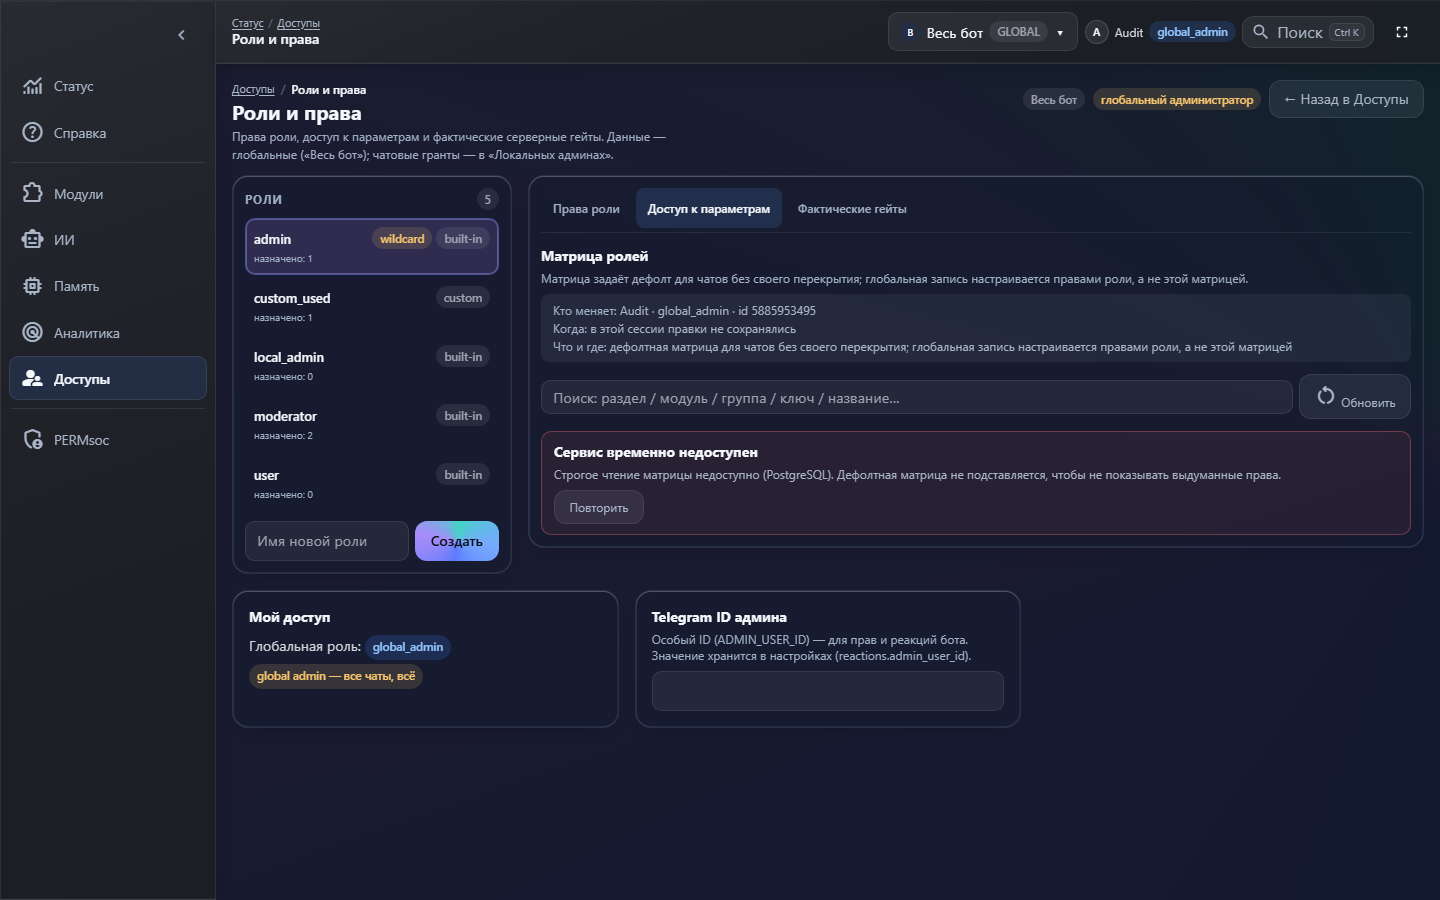 Статус / Доступы
Роли и права
B Весь бот GLOBAL ▾
A Audit global_admin
Поиск Ctrl K
Статус
Справка
Модули
ИИ
Память
Аналитика
Доступы
PERMsoc
Доступы / Роли и права
Роли и права
Права роли, доступ к параметрам и фактические серверные гейты. Данные —
глобальные («Весь бот»); чатовые гранты — в «Локальных админах».
Весь бот
глобальный администратор
← Назад в Доступы
РОЛИ 5
admin wildcard built-in
назначено: 1
custom_used custom
назначено: 1
local_admin built-in
назначено: 0
moderator built-in
назначено: 2
user built-in
назначено: 0
Имя новой роли
Создать
Права роли
Доступ к параметрам
Фактические гейты
Матрица ролей
Матрица задаёт дефолт для чатов без своего перекрытия; глобальная запись настраивается правами роли, а не этой матрицей.
Кто меняет: Audit · global_admin · id 5885953495
Когда: в этой сессии правки не сохранялись
Что и где: дефолтная матрица для чатов без своего перекрытия; глобальная запись настраивается правами роли, а не этой матрицей
Поиск: раздел / модуль / группа / ключ / название...
Обновить
Сервис временно недоступен
Строгое чтение матрицы недоступно (PostgreSQL). Дефолтная матрица не подставляется, чтобы не показывать выдуманные права.
Повторить
Мой доступ
Глобальная роль: global_admin
global admin — все чаты, всё
Telegram ID админа
Особый ID (ADMIN_USER_ID) — для прав и реакций бота.
Значение хранится в настройках (reactions.admin_user_id).